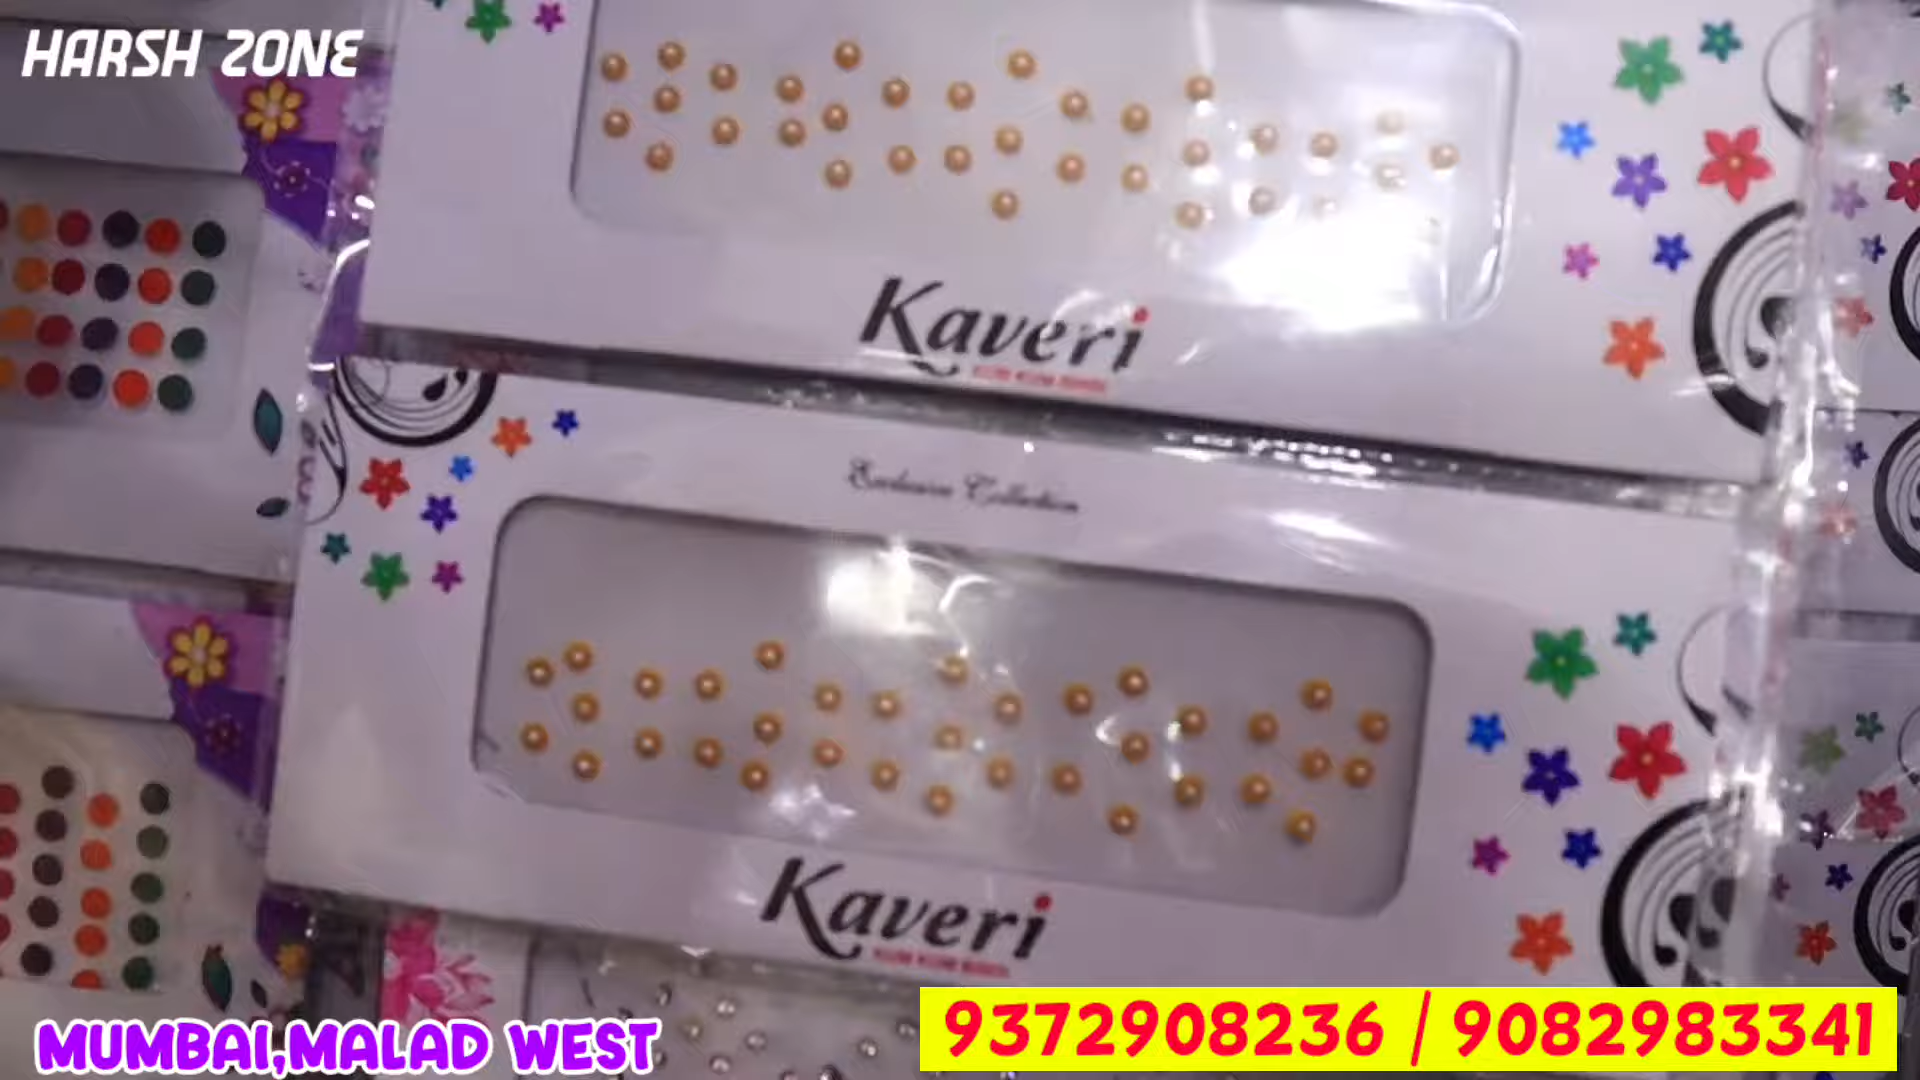 HARSH ZONE
Kaveri
Exclusive Collection
Kaveri
MUMBAI,MALAD WEST
9372908236 / 9082983341